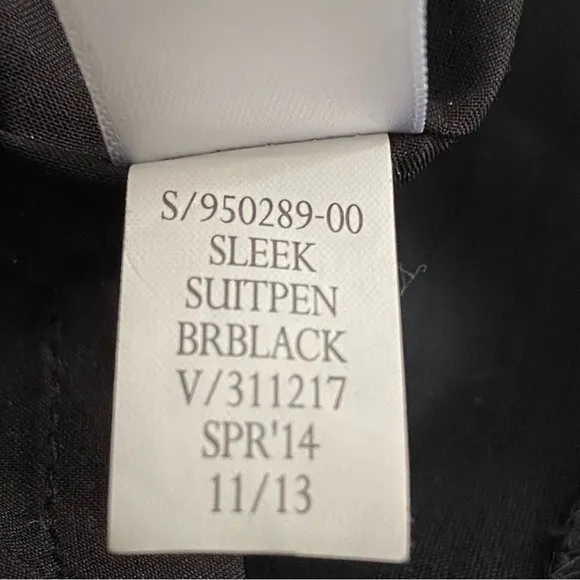 S/950289-00
SLEEK
SUITPEN
BRBLACK
V/311217
SPR'14
11/13